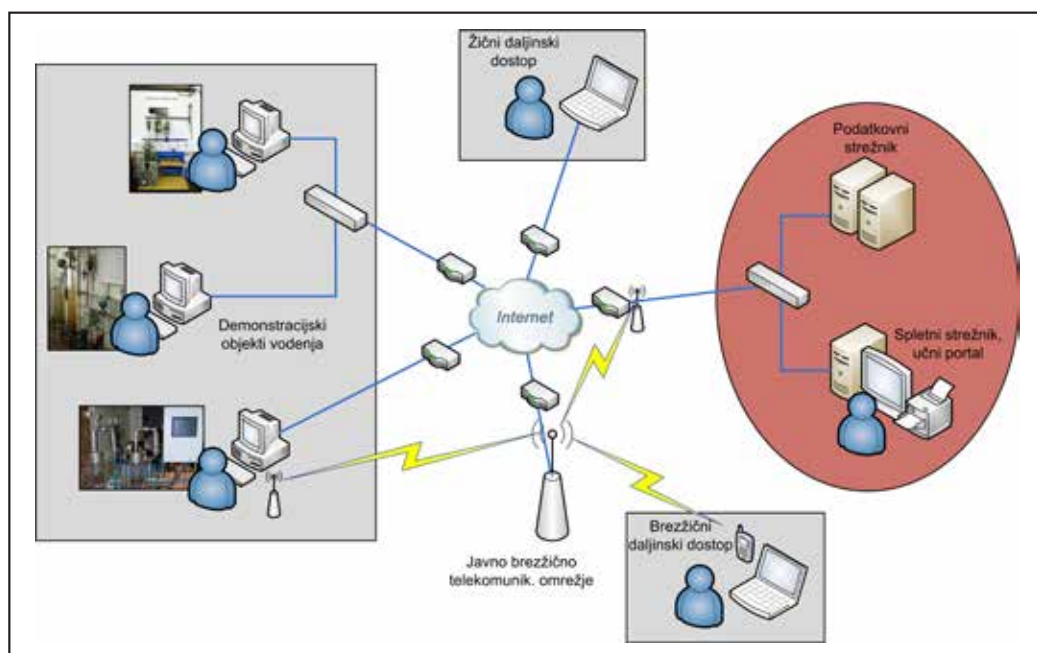 Žični daljinski
dostop
Podatkovni
strežnik
Internet
Demonstracijski
objekti vodenja
Spletni strežnik,
učni portal
Javno brezžično
telekomunik. omrežje
Brezžični
daljinski dostop